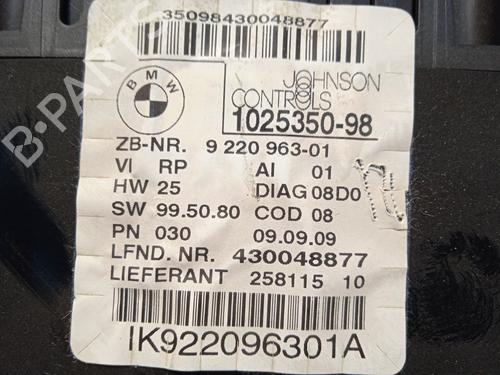 35098430048877
BMW
JOHNSON
CONTROLS
1025350-98
ZB-NR. 9 220 963-01
VI RP AI 01
HW 25 DIAG 08D0
SW 99.50.80 COD 08
PN 030 09.09.09
LFND. NR. 430048877
LIEFERANT 258115 10
IK922096301A
B-PARTS